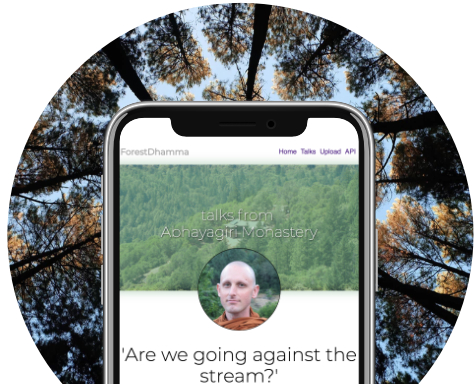 ForestDhamma
Home Talks Upload API
talks from
Abhayagiri Monastery
'Are we going against the
stream?'